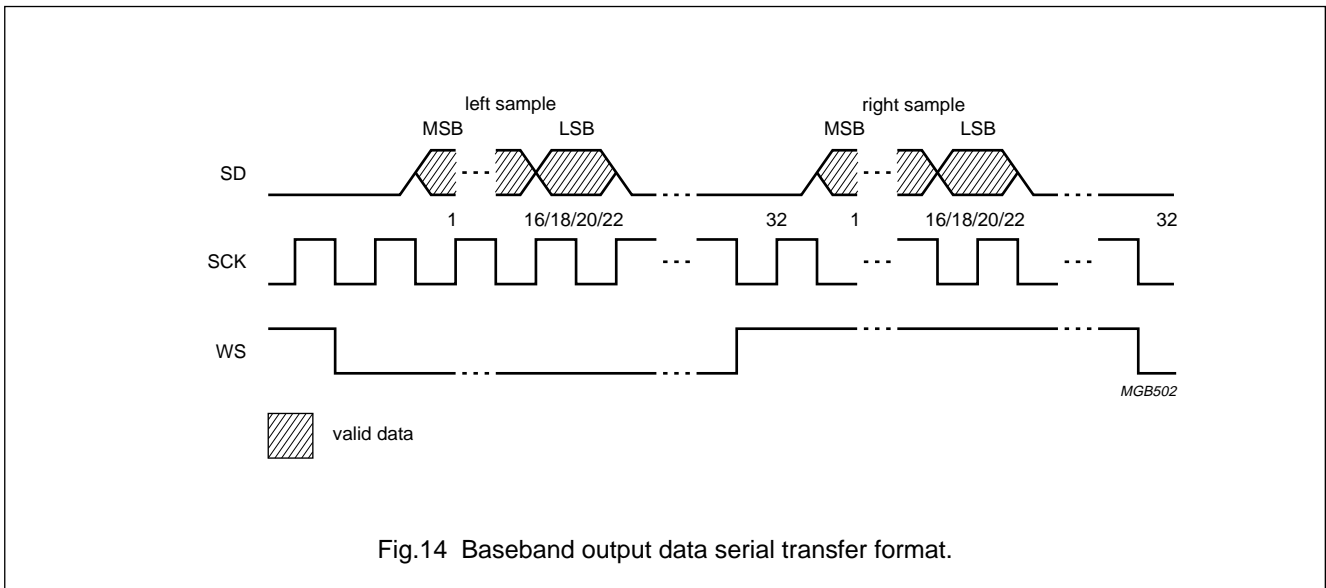 left sample right sample
MSB LSB MSB LSB
SD
1 16/18/20/22 32 1 16/18/20/22 32
SCK
WS
MGB502
valid data
Fig.14 Baseband output data serial transfer format.